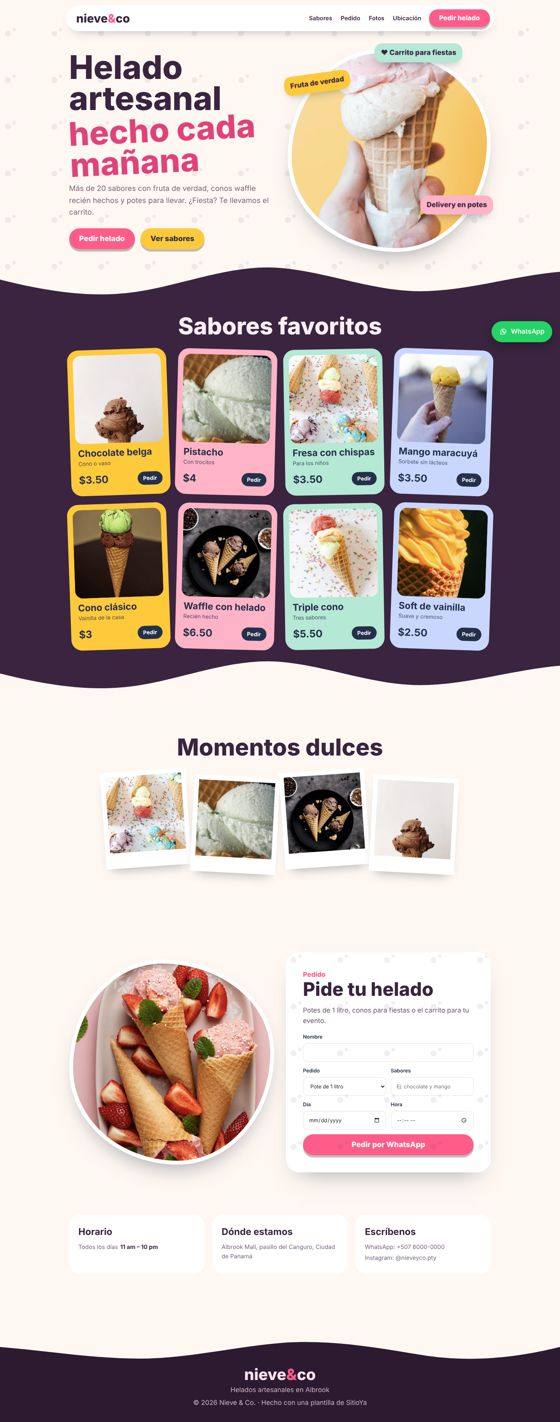 nieve&co
Sabores Pedido Fotos Ubicación Pedir helado
♥ Carrito para fiestas
Fruta de verdad
Helado
artesanal
hecho cada
mañana
Más de 20 sabores con fruta de verdad, conos waffle
recién hechos y potes para llevar. ¿Fiesta? Te llevamos el
carrito.
Delivery en potes
Pedir helado Ver sabores
Sabores favoritos
WhatsApp
Chocolate belga
Cono o vaso
$3.50 Pedir
Pistacho
Con trocitos
$4 Pedir
Fresa con chispas
Para los niños
$3.50 Pedir
Mango maracuyá
Sorbete sin lácteos
$3.50 Pedir
Cono clásico
Vainilla de la casa
$3 Pedir
Waffle con helado
Recién hecho
$6.50 Pedir
Triple cono
Tres sabores
$5.50 Pedir
Soft de vainilla
Suave y cremoso
$2.50 Pedir
Momentos dulces
Pedido
Pide tu helado
Potes de 1 litro, conos para fiestas o el carrito para tu
evento.
Nombre
Pedido Sabores
Pote de 1 litro Ej: chocolate y mango
Día Hora
mm/dd/yyyy --:-- --
Pedir por WhatsApp
Horario
Todos los días 11 am – 10 pm
Dónde estamos
Albrook Mall, pasillo del Canguro, Ciudad
de Panamá
Escríbenos
WhatsApp: +507 6000-0000
Instagram: @nieveyco.pty
nieve&co
Helados artesanales en Albrook
© 2026 Nieve & Co. · Hecho con una plantilla de SitioYa